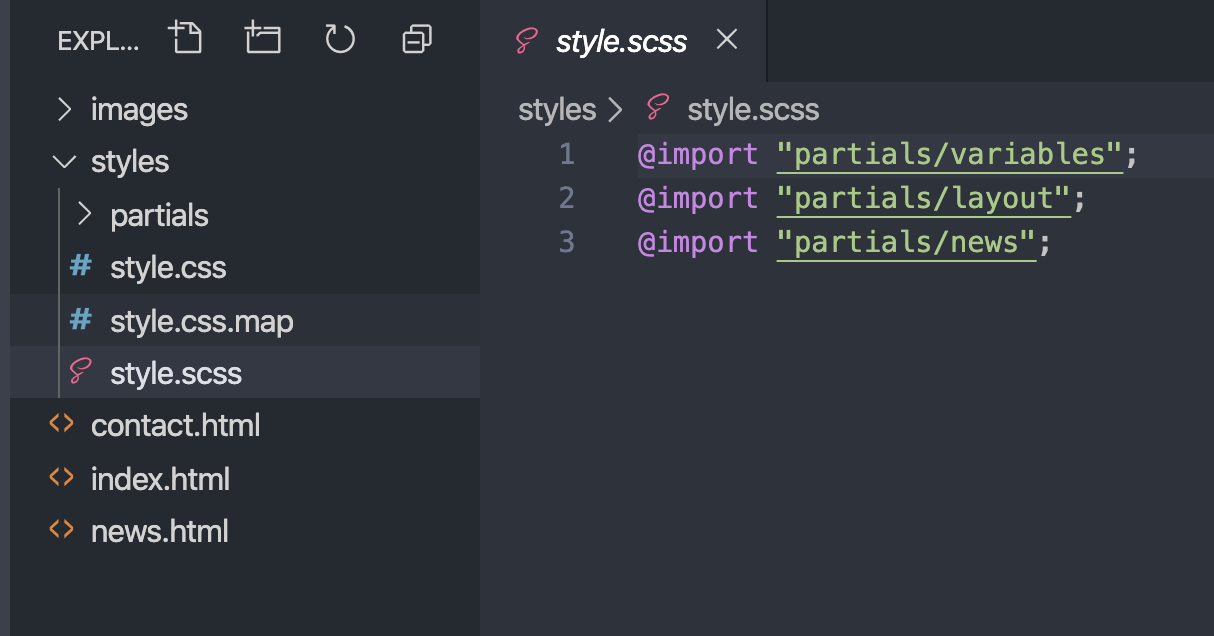 EXPL...
images
styles
partials
style.css
style.css.map
style.scss
contact.html
index.html
news.html
style.scss
styles > style.scss
1 @import "partials/variables";
2 @import "partials/layout";
3 @import "partials/news";